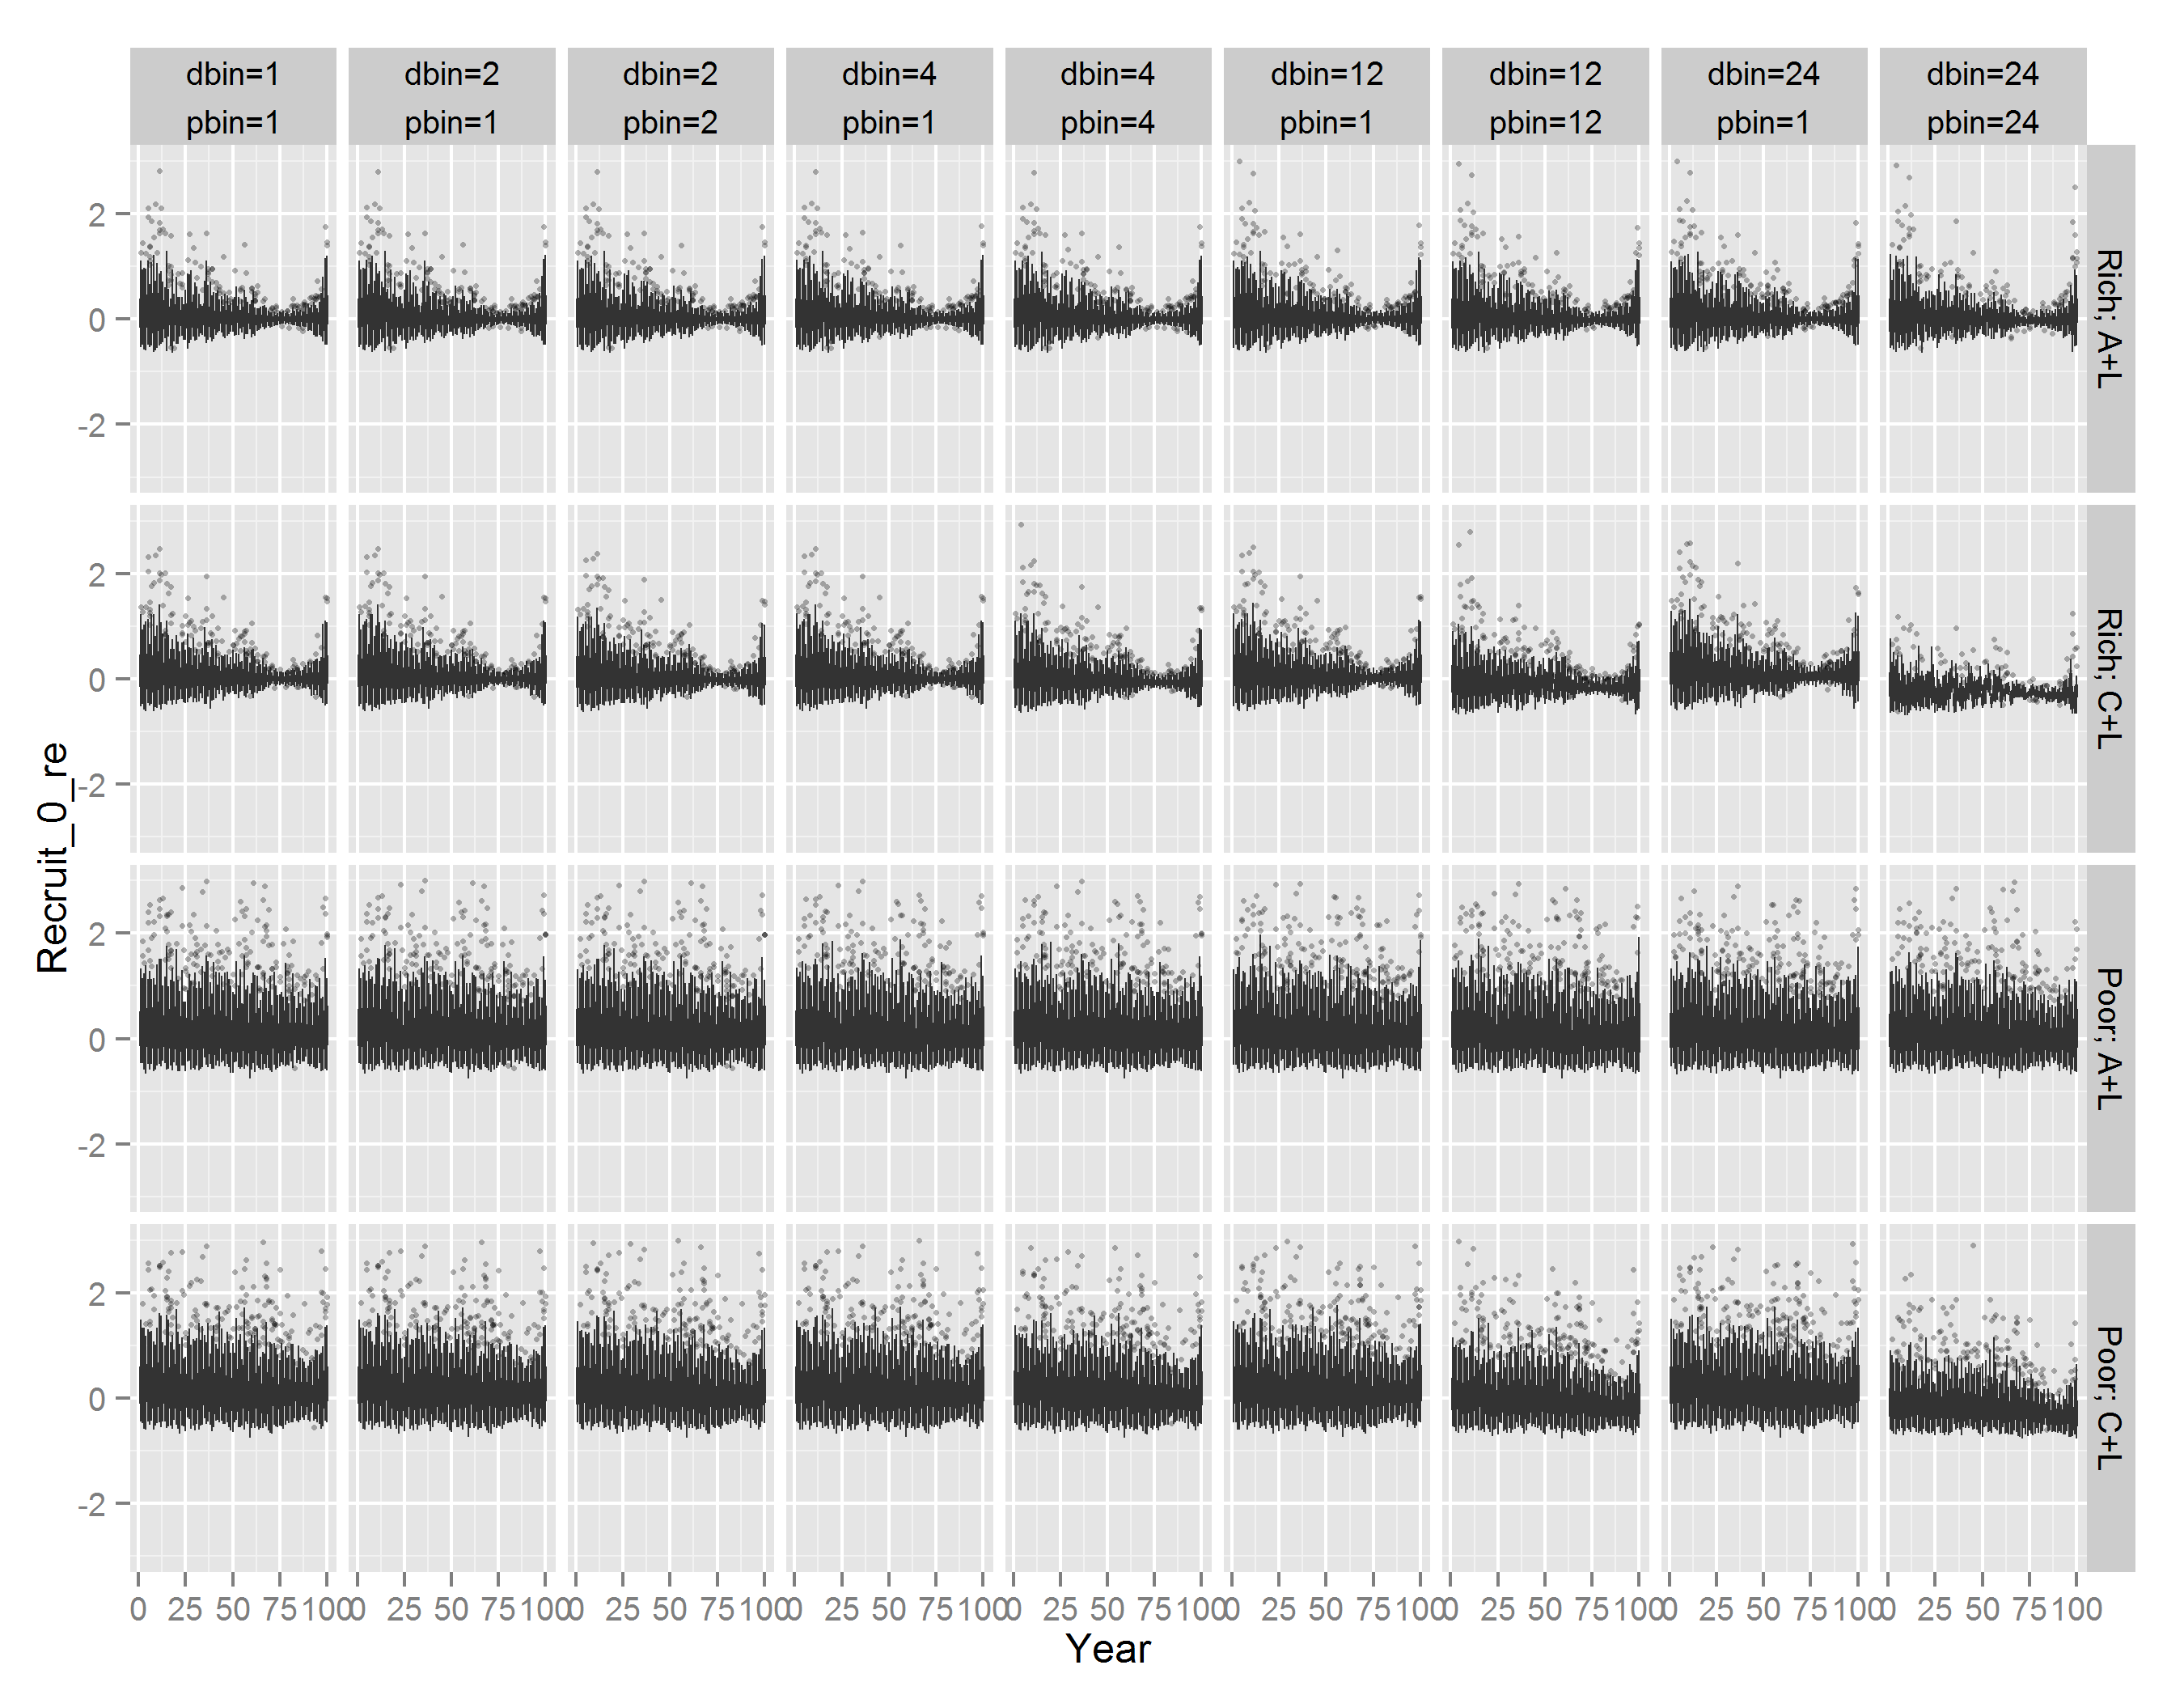 dbin=1 dbin=2 dbin=2 dbin=4 dbin=4 dbin=12 dbin=12 dbin=24 dbin=24
pbin=1 pbin=1 pbin=2 pbin=1 pbin=4 pbin=1 pbin=12 pbin=1 pbin=24
2
0
-2
Rich; A+L
2
0
-2
Rich; C+L
2
0
-2
Poor; A+L
2
0
-2
Poor; C+L
Recruit_0_re
0 25 50 75 100 0 25 50 75 100 0 25 50 75 100 0 25 50 75 100 0 25 50 75 100 0 25 50 75 100 0 25 50 75 100 0 25 50 75 100 0 25 50 75 100
Year